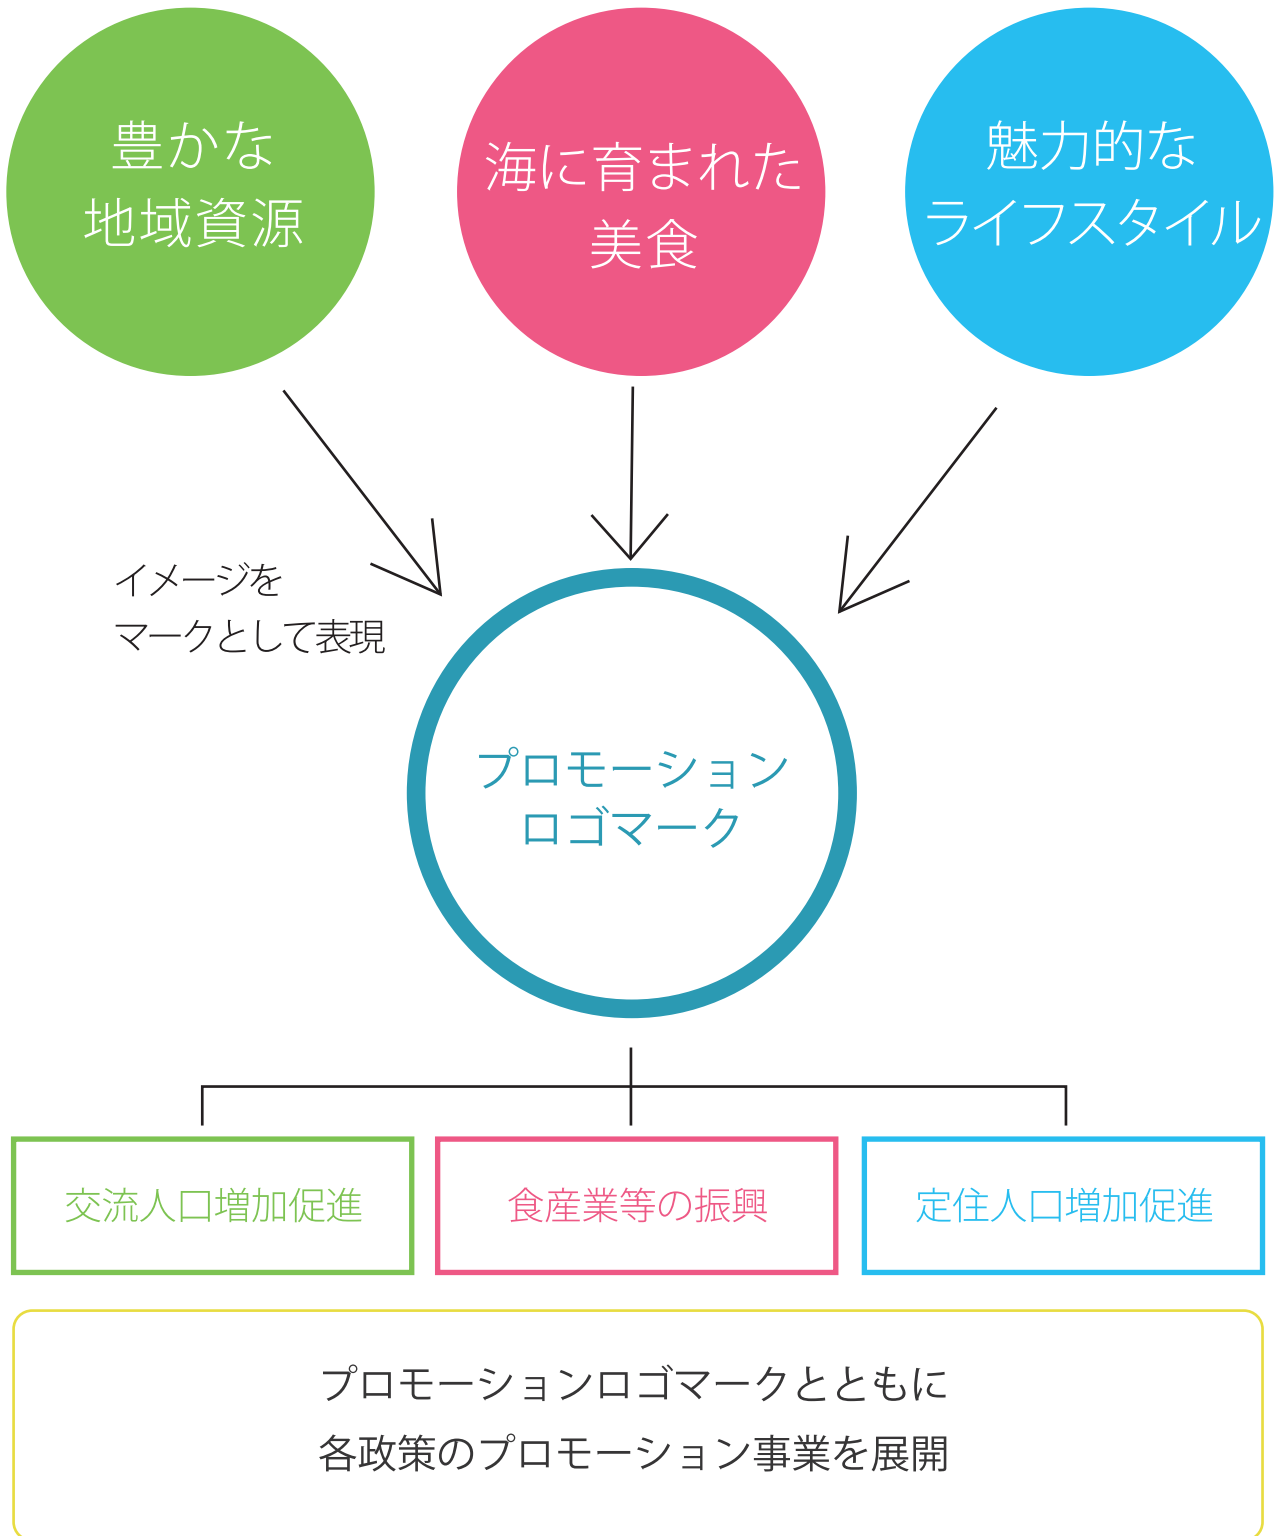 豊かな
地域資源
海に育まれた
美食
魅力的な
ライフスタイル
イメージを
マークとして表現
プロモーション
ロゴマーク
交流人口増加促進
食産業等の振興
定住人口増加促進
プロモーションロゴマークとともに
各政策のプロモーション事業を展開